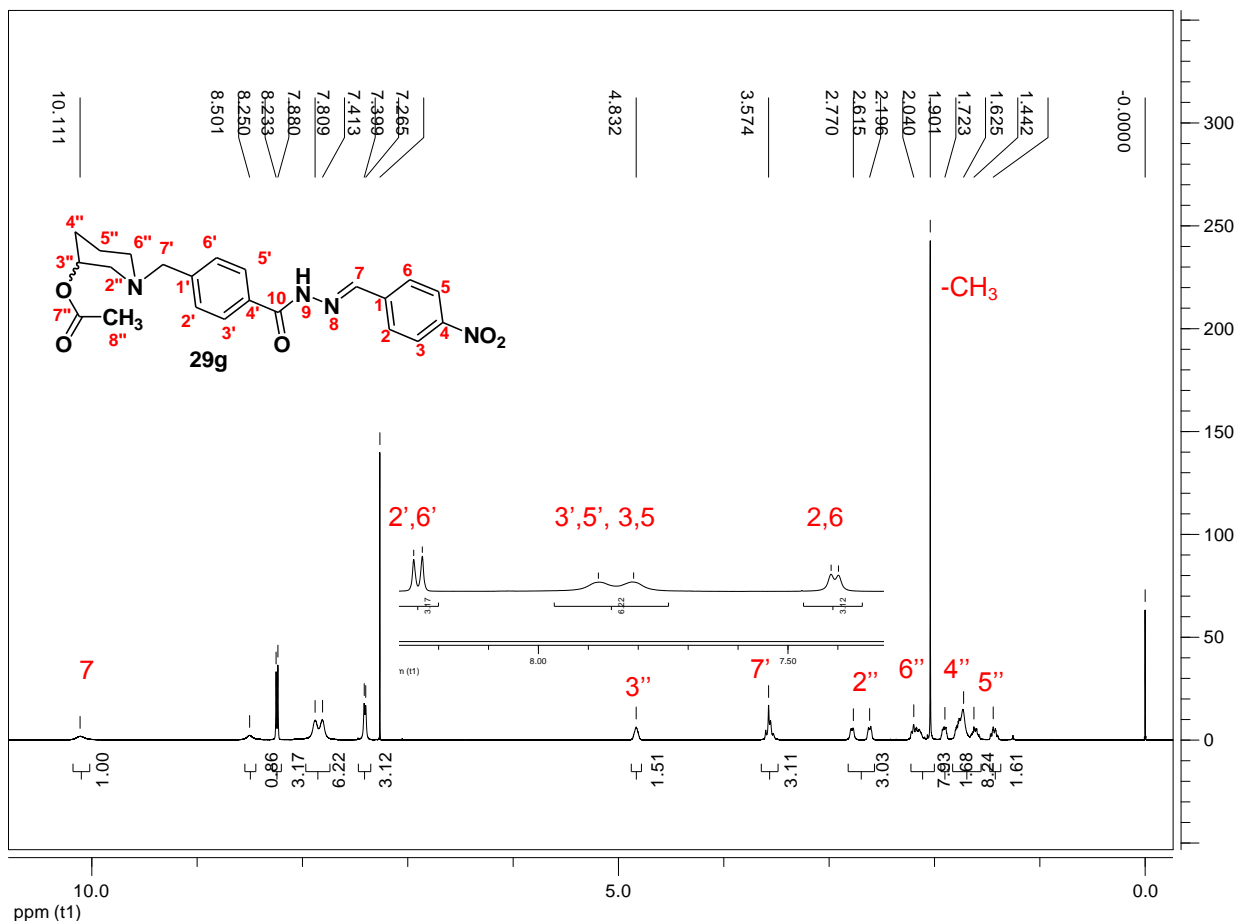 10.111
8.501
8.250
8.233
7.880
7.809
7.413
7.399
7.265
4.832
3.574
2.770
2.615
2.196
2.040
1.901
1.723
1.625
1.442
-0.0000
300
250
200
150
100
50
0
4'' 5'' 6'' 7' 6' 5' 3'' 2'' N 1' 2' 3' 4' 10 O H N 9 N 8 7 6 5 1 2 3 4 NO2
O 7'' O CH3 8''
29g
-CH3
2',6' 3',5', 3,5 2,6
3.17 6.22 3.12
8.00 7.50
m (t1)
7 3'' 7' 2'' 6'' 4'' 5''
1.00 0.86 3.17 6.22 3.12 1.51 3.11 3.03 7.93 1.68 8.24 1.61
10.0 5.0 0.0
ppm (t1)